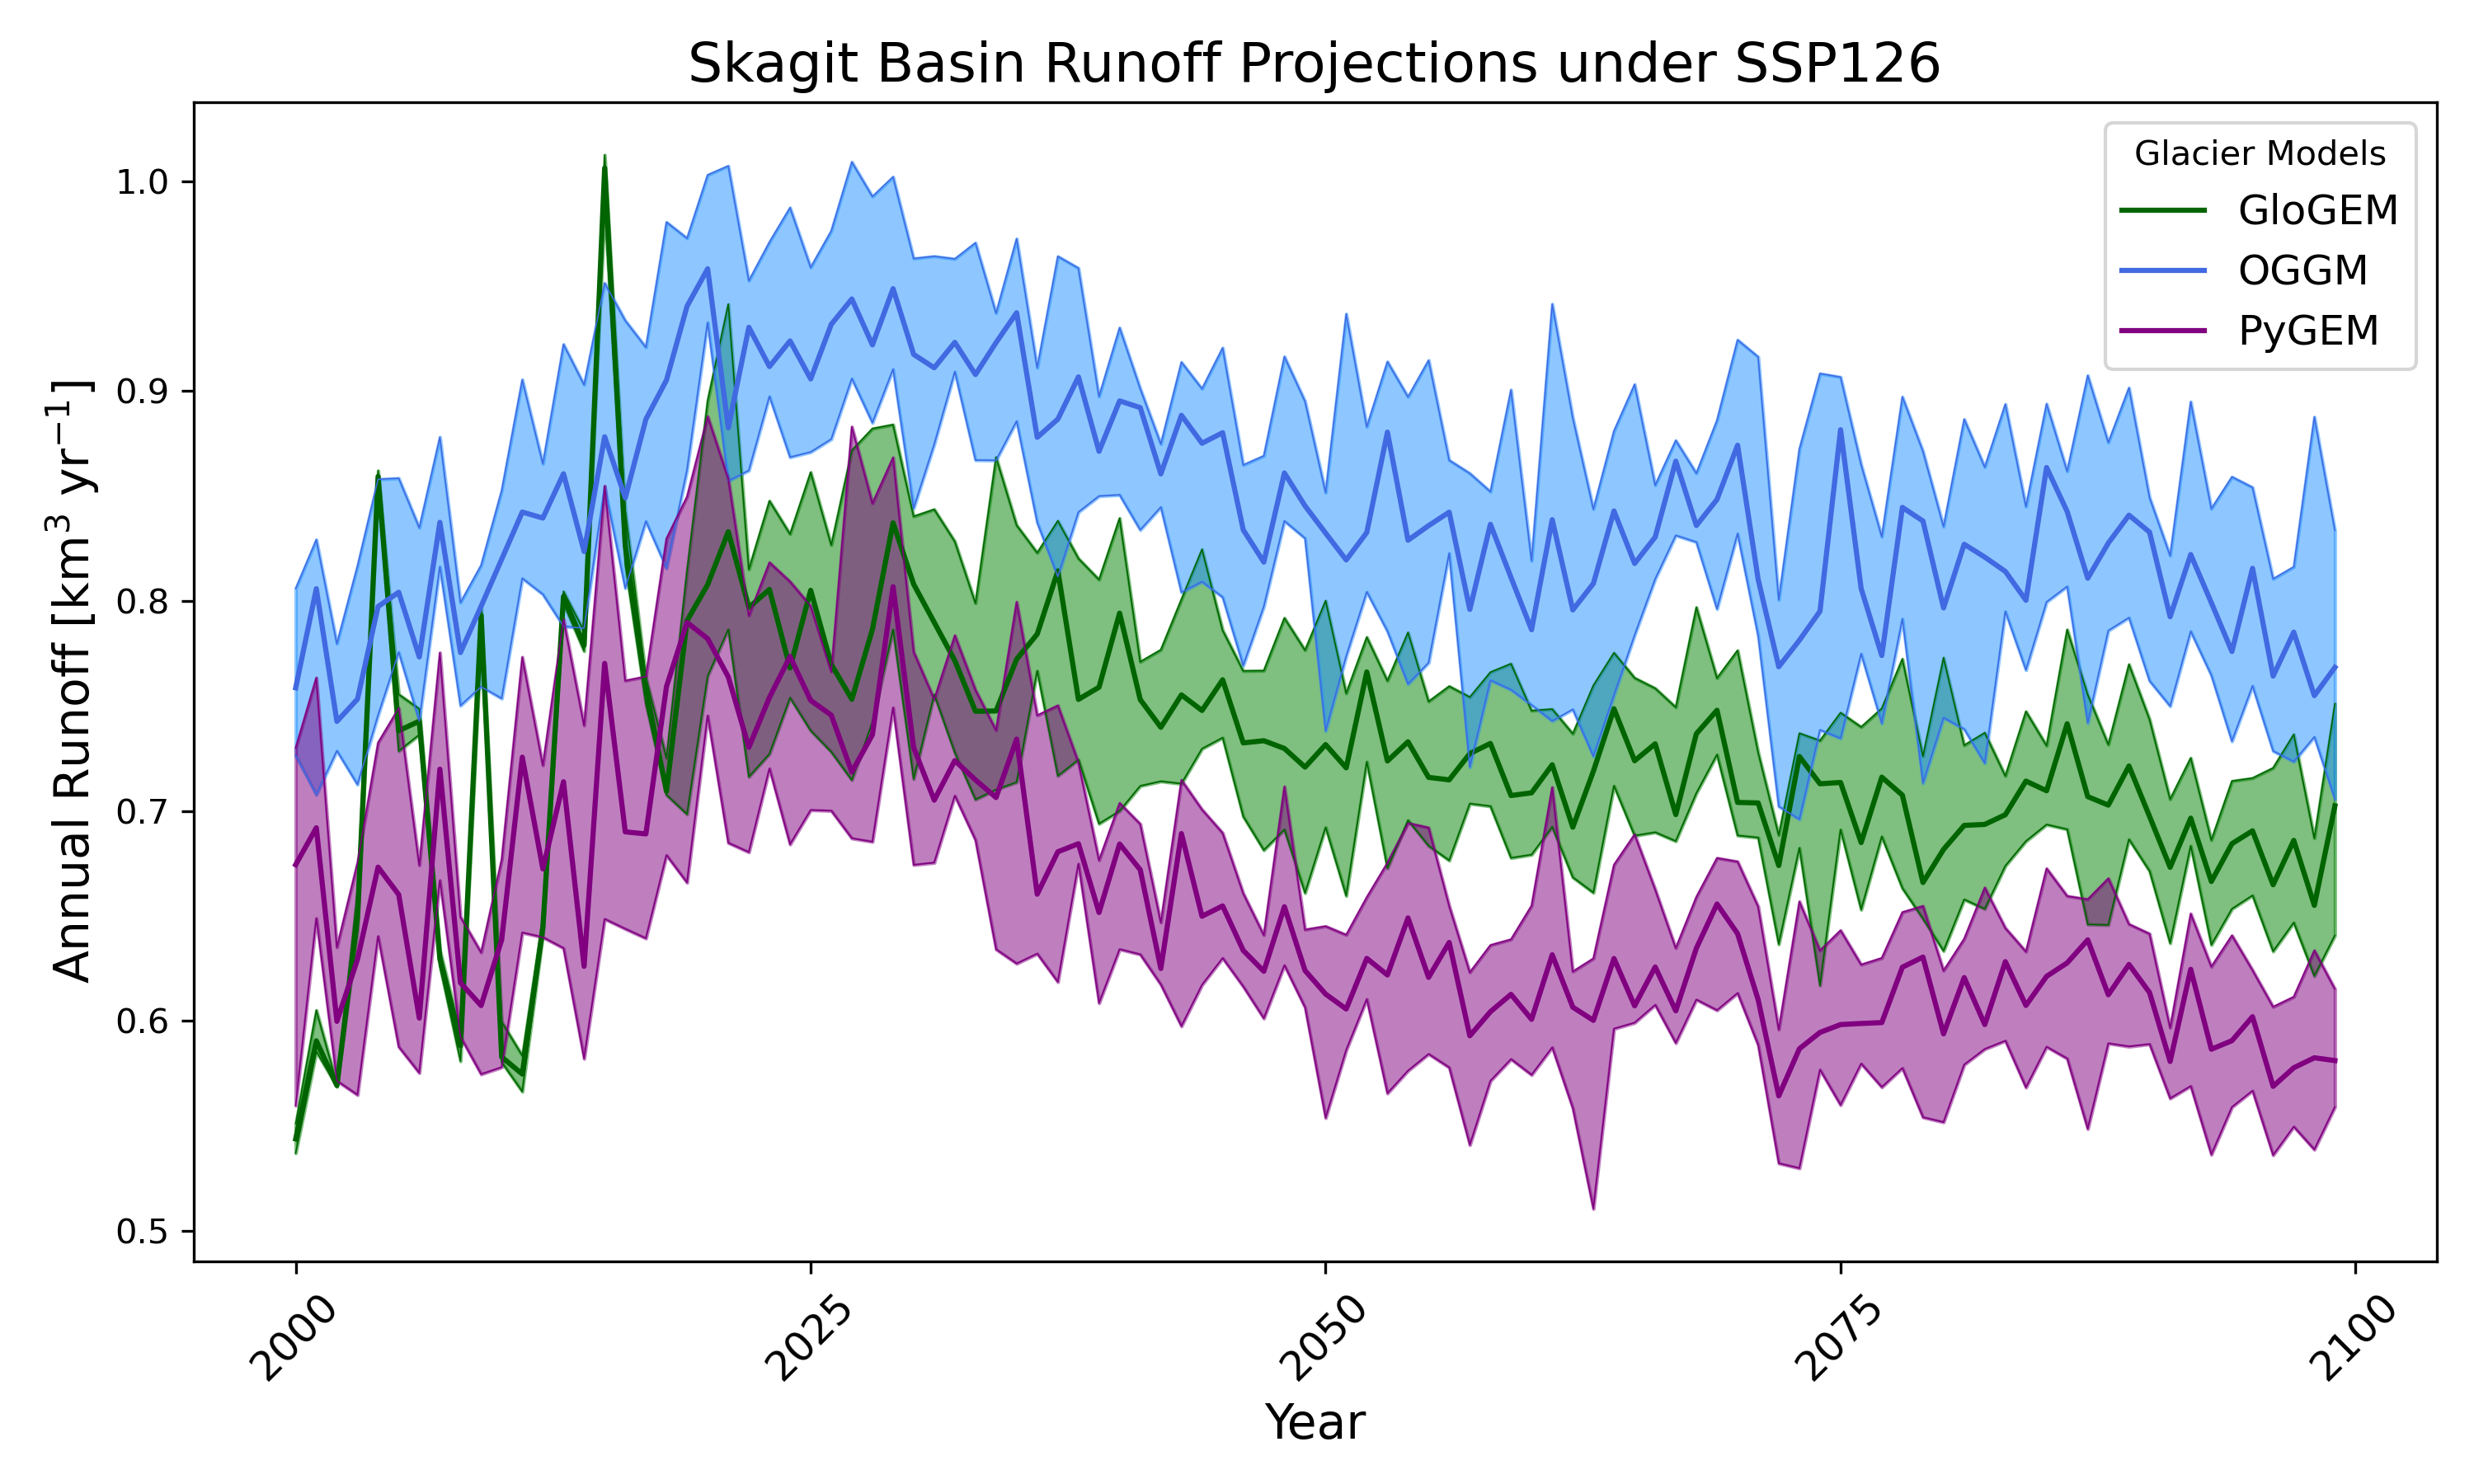 Skagit Basin Runoff Projections under SSP126
Glacier Models
GloGEM
OGGM
PyGEM
Annual Runoff [km³ yr⁻¹]
1.0
0.9
0.8
0.7
0.6
0.5
2000
2025
2050
2075
2100
Year